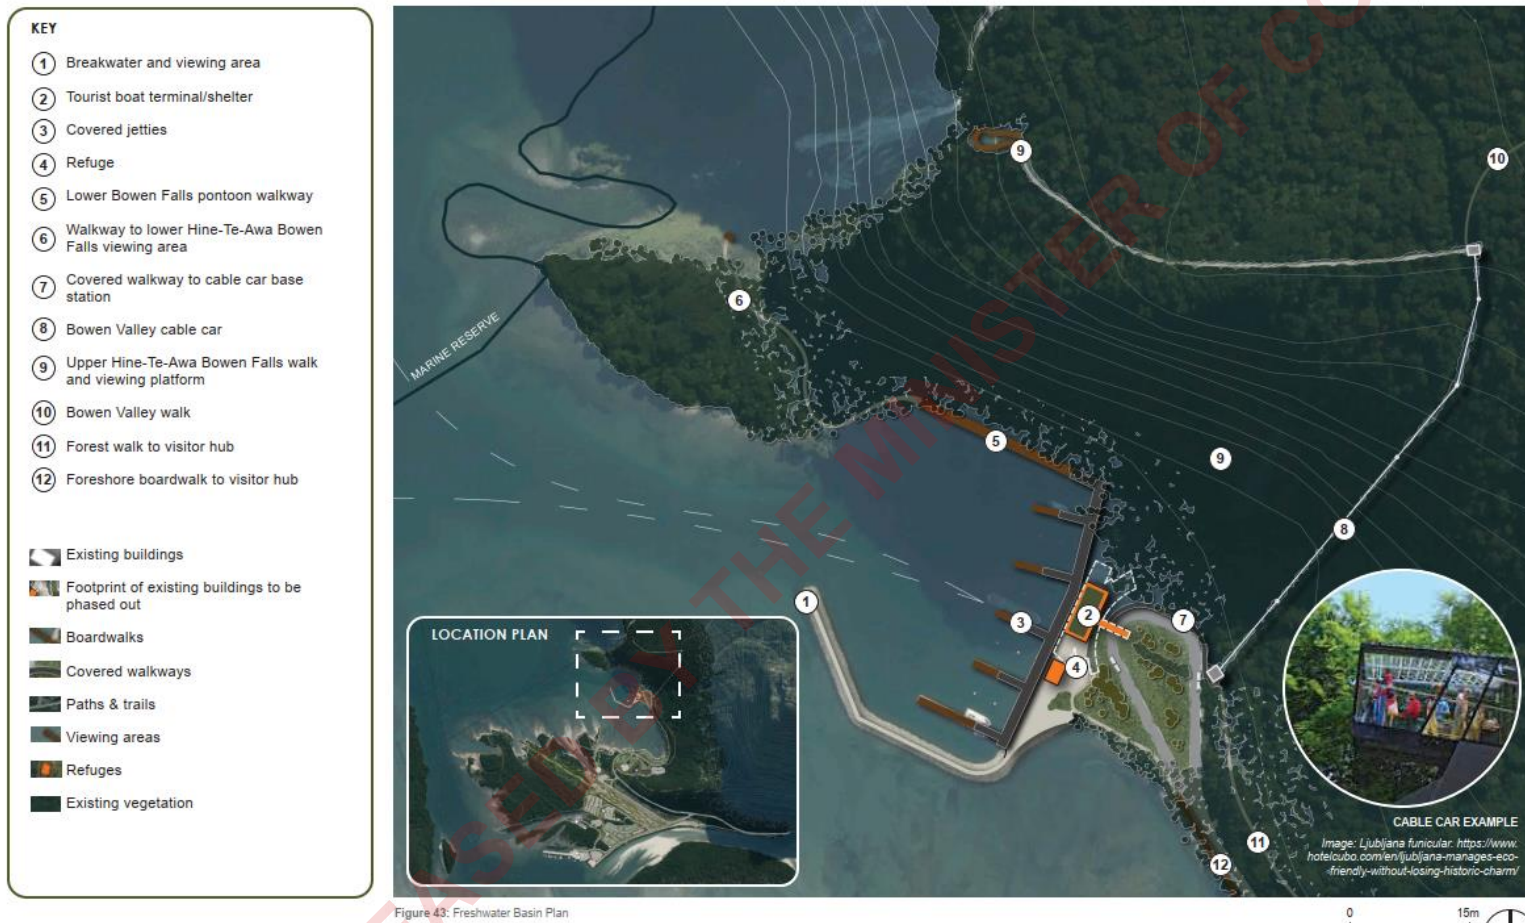 KEY
1 Breakwater and viewing area
2 Tourist boat terminal/shelter
3 Covered jetties
4 Refuge
5 Lower Bowen Falls pontoon walkway
6 Walkway to lower Hine-Te-Awa Bowen
Falls viewing area
7 Covered walkway to cable car base
station
8 Bowen Valley cable car
9 Upper Hine-Te-Awa Bowen Falls walk
and viewing platform
10 Bowen Valley walk
11 Forest walk to visitor hub
12 Foreshore boardwalk to visitor hub
Existing buildings
Footprint of existing buildings to be
phased out
Boardwalks
Covered walkways
Paths & trails
Viewing areas
Refuges
Existing vegetation
9
10
6
MARINE RESERVE
5
9
8
1
2
7
3
4
LOCATION PLAN
11
12
CABLE CAR EXAMPLE
Image: Ljubljana funicular. https://www.
hotelcubo.com/en/ljubljana-manages-eco-
friendly-without-losing-historic-charm/
EASED BY THE MINISTER OF CO
Figure 43: Freshwater Basin Plan
0 15m